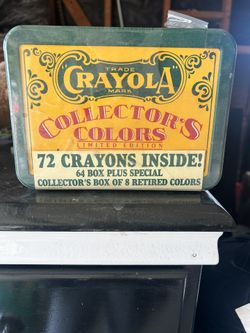 TRADE
CRAYOLA
MARK
COLLECTOR'S
COLORS
LIMITED EDITION
72 CRAYONS INSIDE!
64 BOX PLUS SPECIAL
COLLECTOR'S BOX OF 8 RETIRED COLORS